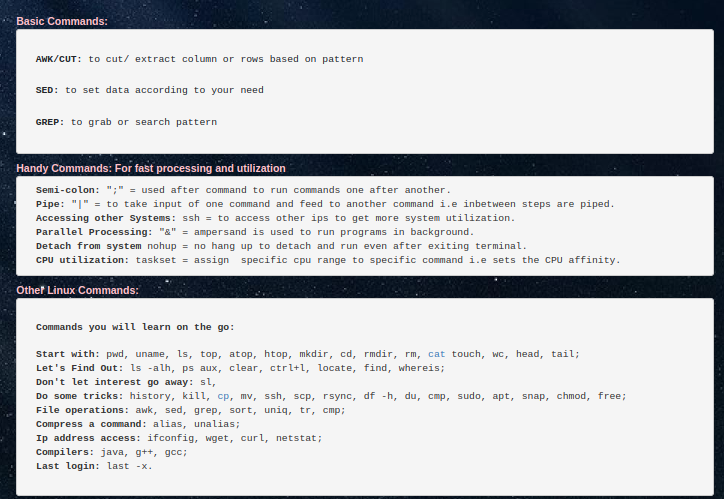 Basic Commands:
AWK/CUT: to cut/ extract column or rows based on pattern
SED: to set data according to your need
GREP: to grab or search pattern
Handy Commands: For fast processing and utilization
Semi-colon: ";" = used after command to run commands one after another.
Pipe: "|" = to take input of one command and feed to another command i.e inbetween steps are piped.
Accessing other Systems: ssh = to access other ips to get more system utilization.
Parallel Processing: "&" = ampersand is used to run programs in background.
Detach from system nohup = no hang up to detach and run even after exiting terminal.
CPU utilization: taskset = assign  specific cpu range to specific command i.e sets the CPU affinity.
Other Linux Commands:
Commands you will learn on the go:
Start with: pwd, uname, ls, top, atop, htop, mkdir, cd, rmdir, rm, cat touch, wc, head, tail;
Let's Find Out: ls -alh, ps aux, clear, ctrl+l, locate, find, whereis;
Don't let interest go away: sl,
Do some tricks: history, kill, cp, mv, ssh, scp, rsync, df -h, du, cmp, sudo, apt, snap, chmod, free;
File operations: awk, sed, grep, sort, uniq, tr, cmp;
Compress a command: alias, unalias;
Ip address access: ifconfig, wget, curl, netstat;
Compilers: java, g++, gcc;
Last login: last -x.